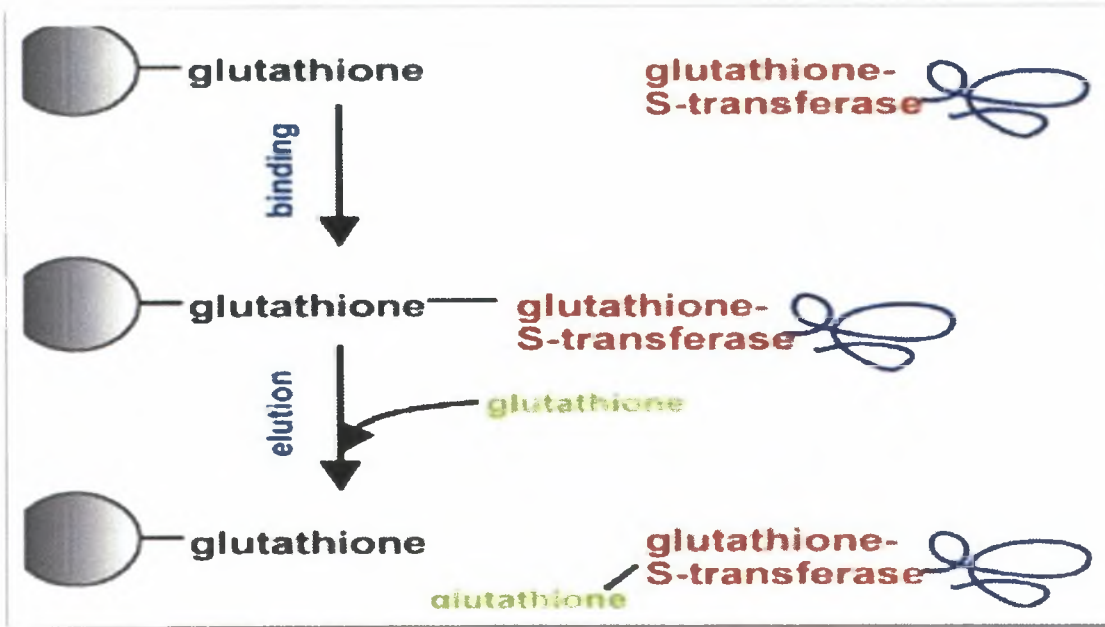 glutathione
glutathione-
S-transferase
binding
glutathione
glutathione-
S-transferase
elution
glutathione
glutathione
glutathione-
S-transferase
glutathione